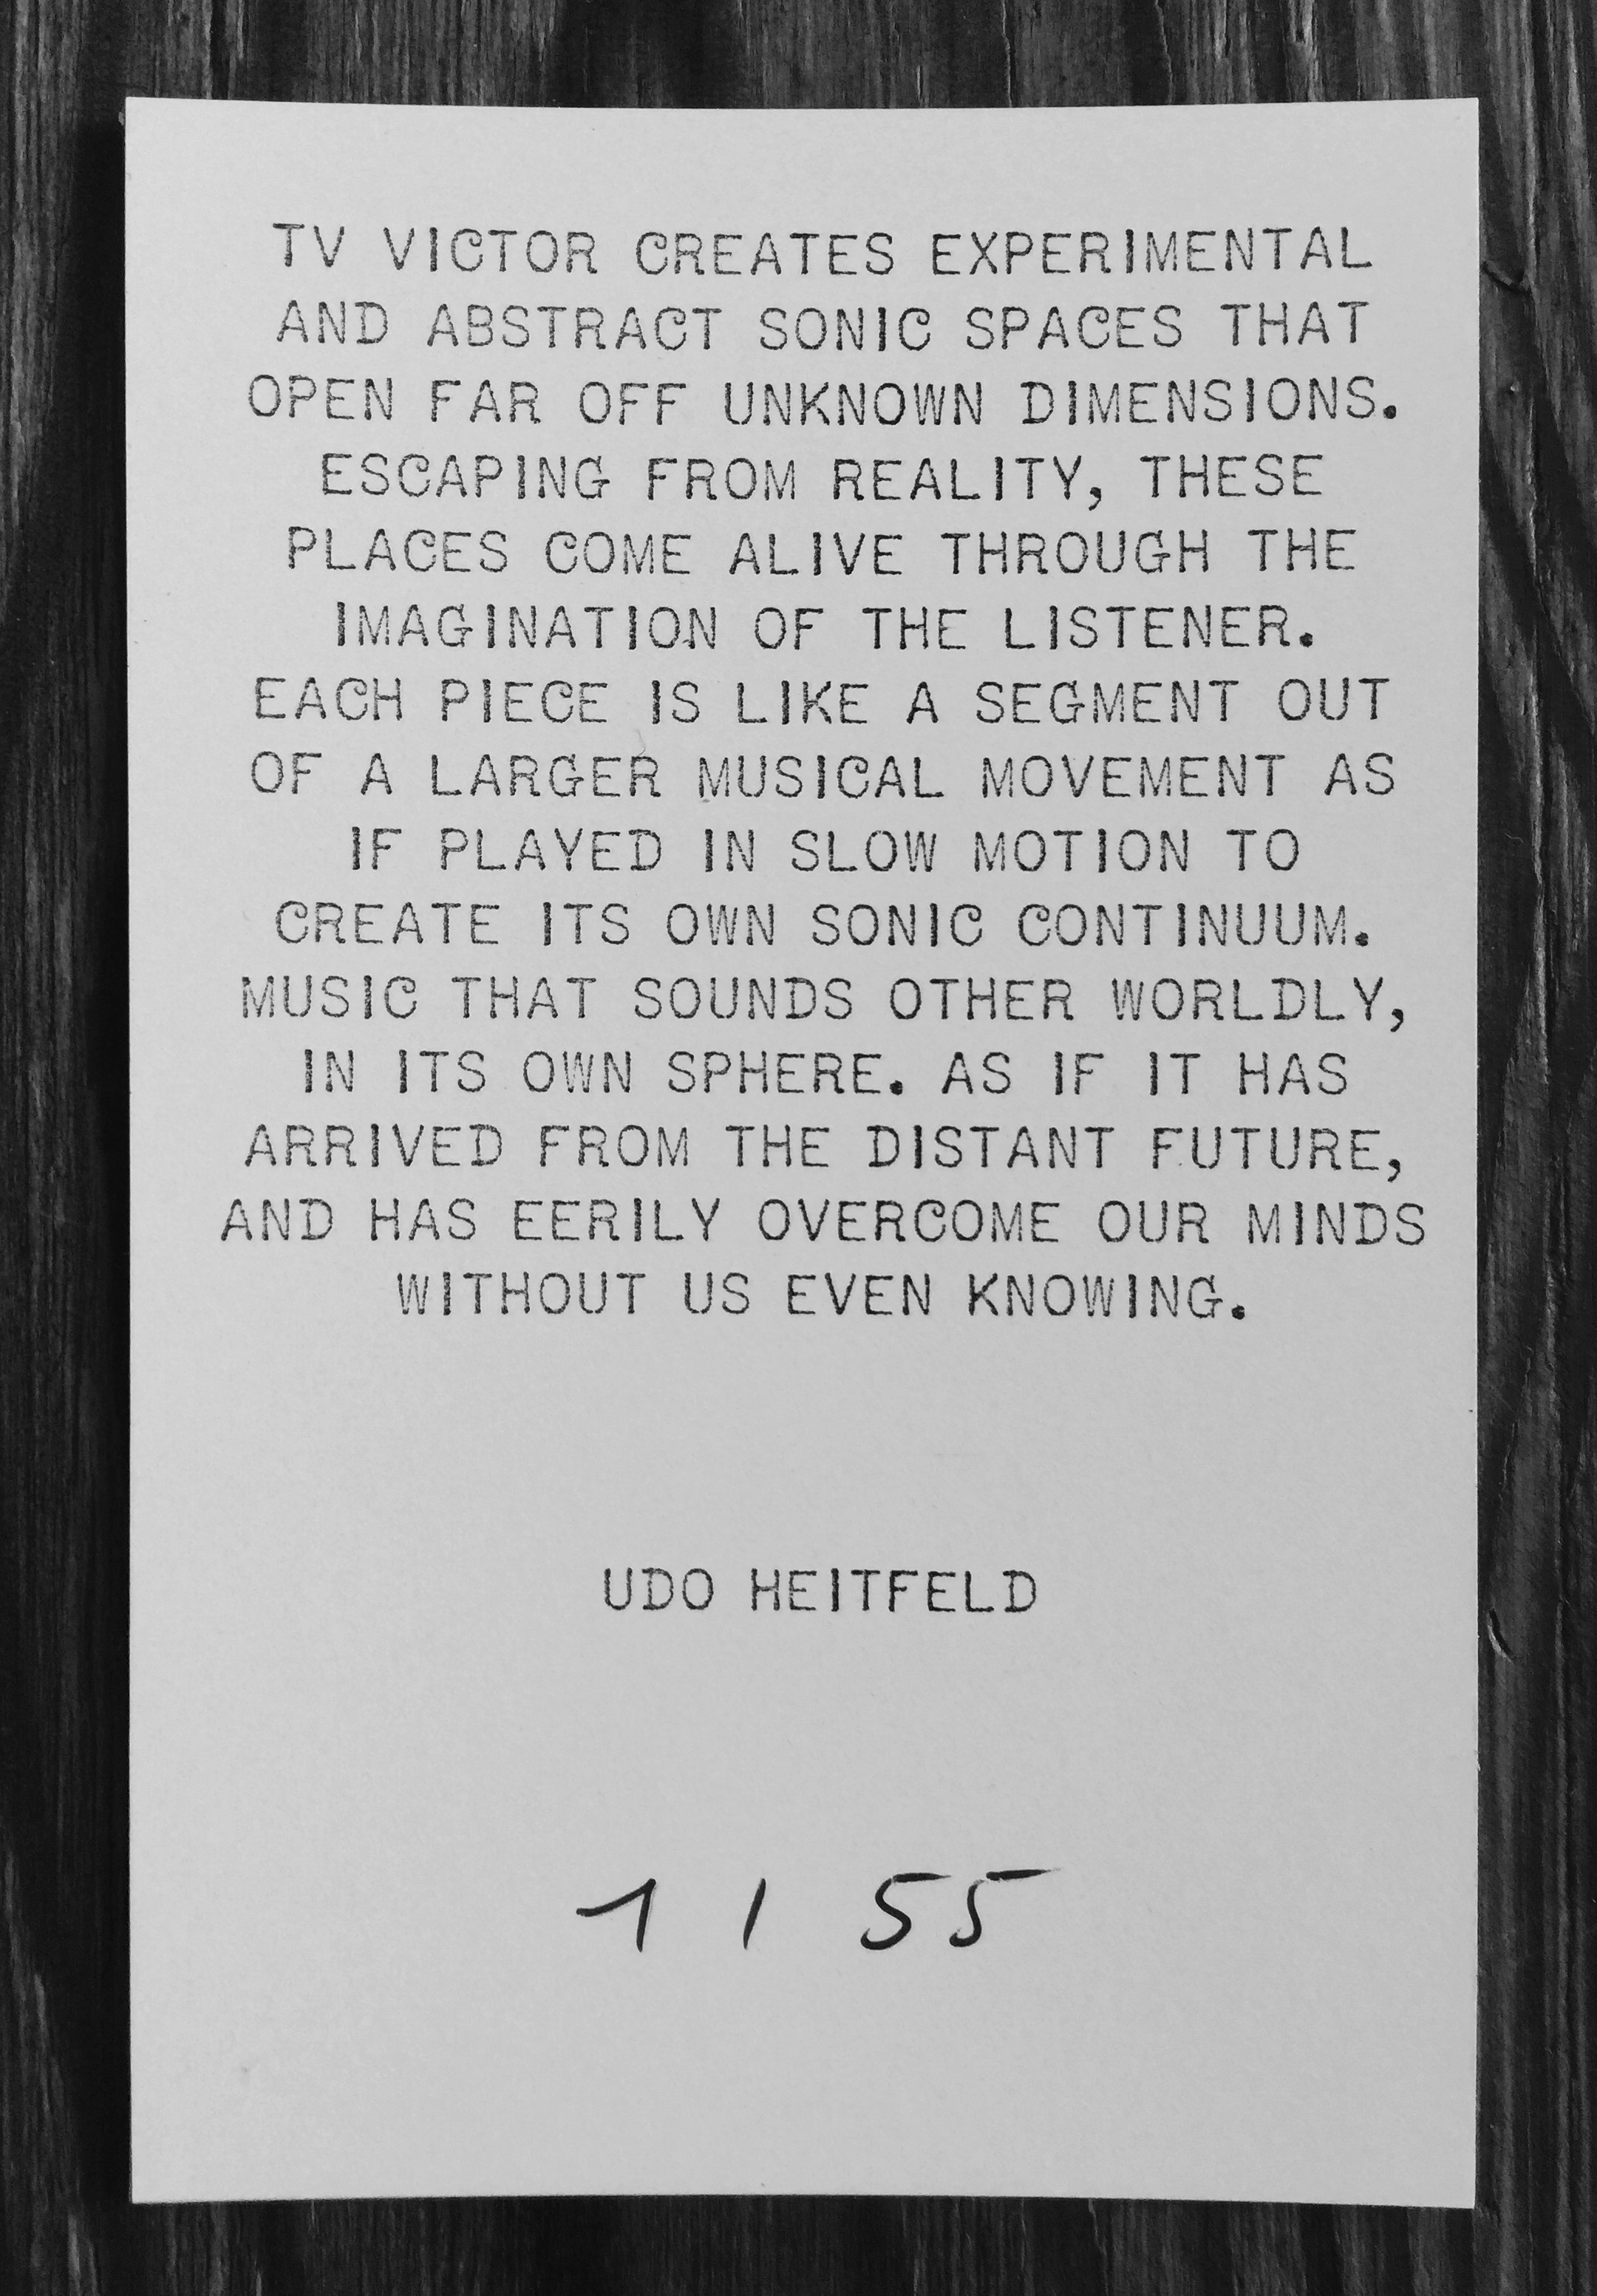 TV VICTOR CREATES EXPERIMENTAL
AND ABSTRACT SONIC SPACES THAT
OPEN FAR OFF UNKNOWN DIMENSIONS.
ESCAPING FROM REALITY, THESE
PLACES COME ALIVE THROUGH THE
IMAGINATION OF THE LISTENER.
EACH PIECE IS LIKE A SEGMENT OUT
OF A LARGER MUSICAL MOVEMENT AS
IF PLAYED IN SLOW MOTION TO
CREATE ITS OWN SONIC CONTINUUM.
MUSIC THAT SOUNDS OTHER WORLDLY,
IN ITS OWN SPHERE. AS IF IT HAS
ARRIVED FROM THE DISTANT FUTURE,
AND HAS EERILY OVERCOME OUR MINDS
WITHOUT US EVEN KNOWING.
UDO HEITFELD
1 / 55